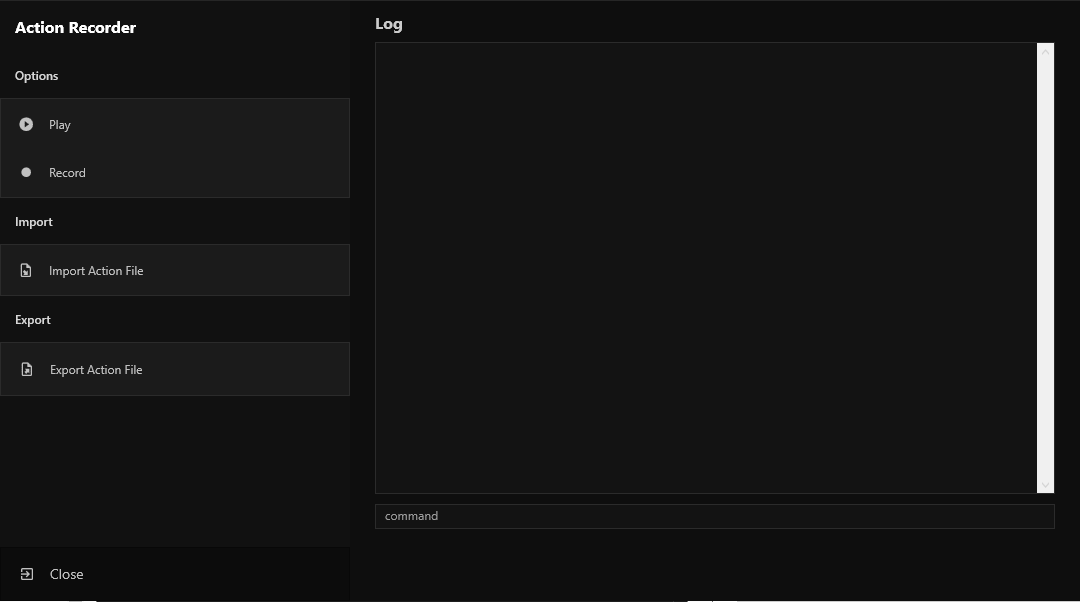 Action Recorder
Options
Play
Record
Import
Import Action File
Export
Export Action File
Close
Log
command